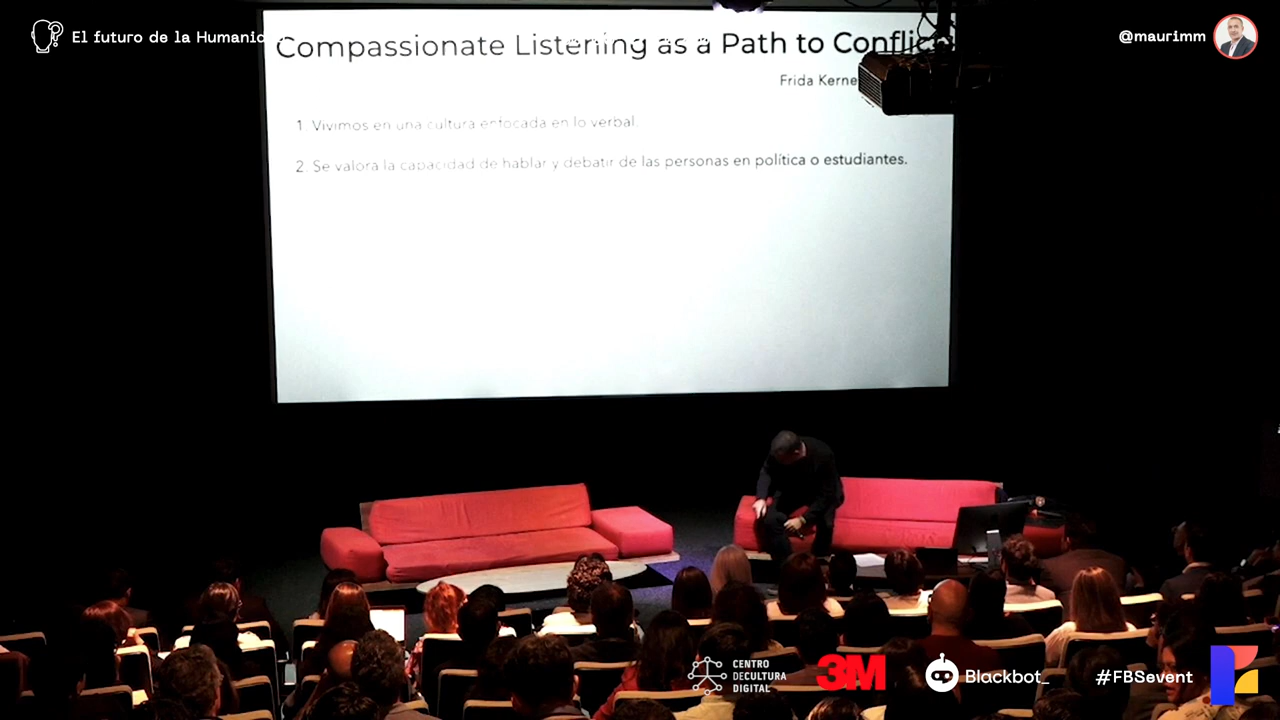 El futuro de la Humani
@maurimm
Compassionate Listening as a Path to Conflic
Frida Kerne
1. Vivimos en una cultura enfocada en lo verbal.
2. Se valora la capacidad de hablar y debatir de las personas en política o estudiantes.
CENTRO
DECULTURA
DIGITAL
3M
Blackbot_
#FBSevent